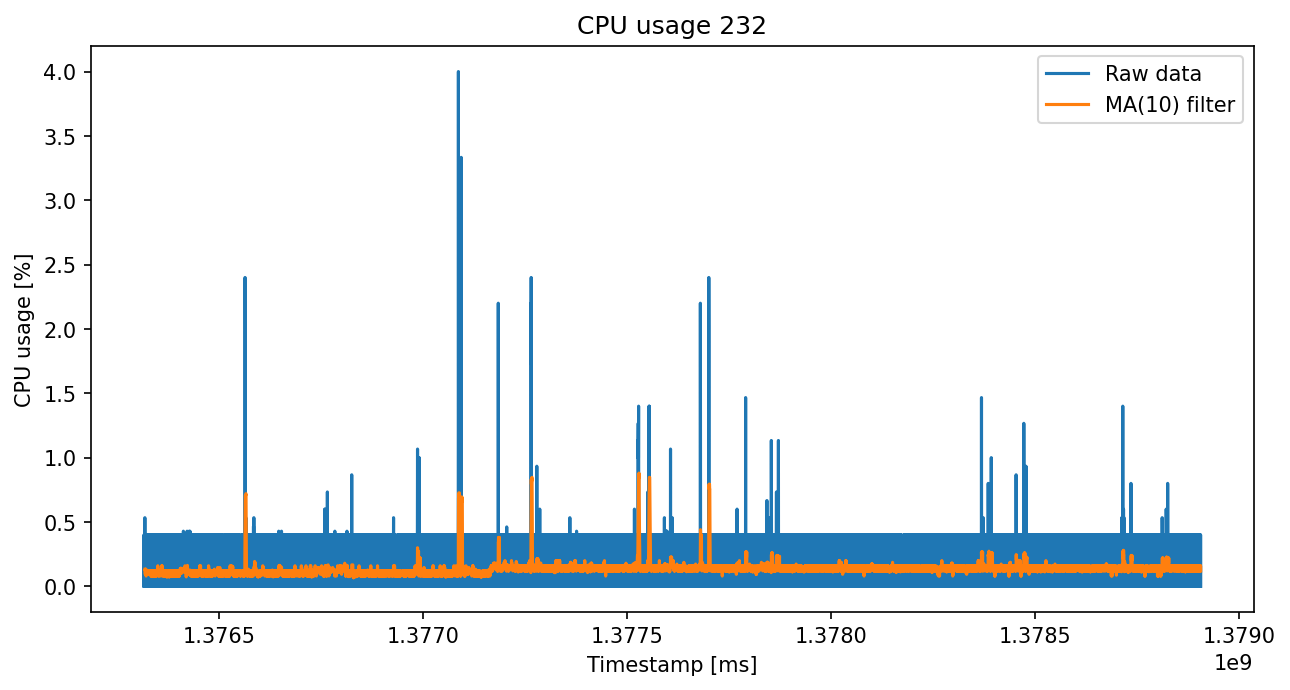 CPU usage 232
Raw data
MA(10) filter
CPU usage [%]
4.0
3.5
3.0
2.5
2.0
1.5
1.0
0.5
0.0
1.3765 1.3770 1.3775 1.3780 1.3785 1.3790
Timestamp [ms]
1e9